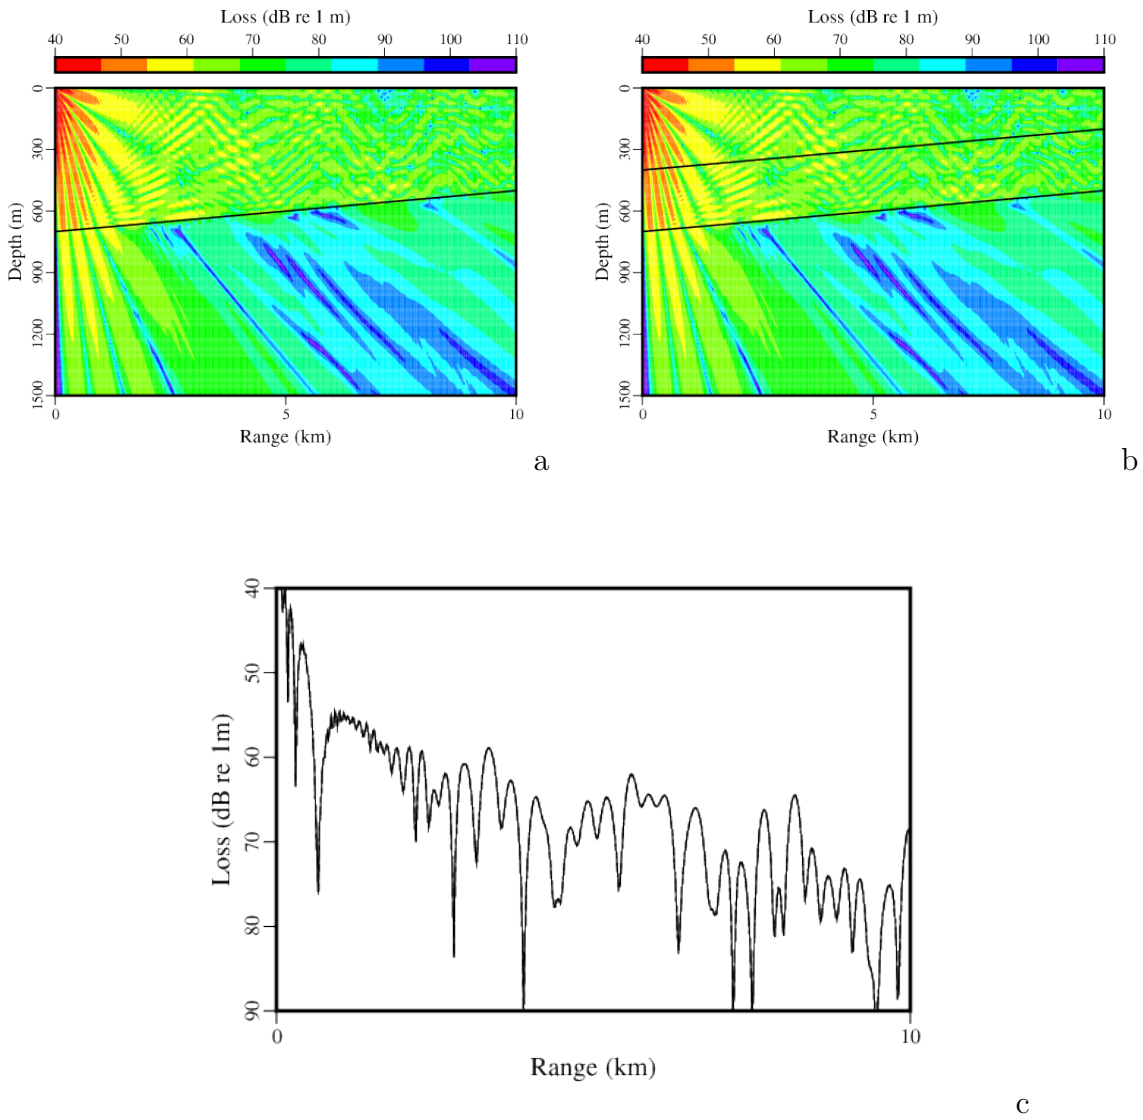 Loss (dB re 1 m)
40 50 60 70 80 90 100 110
0
300
600
900
1200
1500
Depth (m)
0 5 10
Range (km)
a
Loss (dB re 1 m)
40 50 60 70 80 90 100 110
0
300
600
900
1200
1500
Depth (m)
0 5 10
Range (km)
b
40
50
60
70
80
90
Loss (dB re 1m)
0 10
Range (km)
c